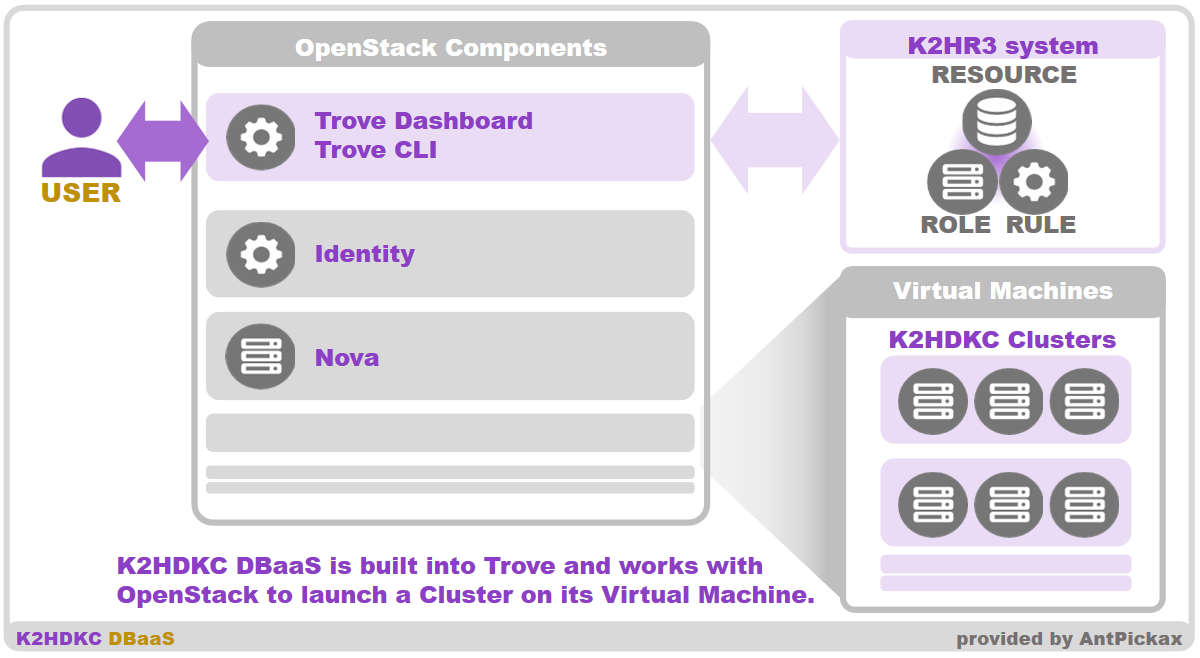 OpenStack Components
Trove Dashboard
Trove CLI
USER
Identity
Nova
K2HR3 system
RESOURCE
ROLE RULE
Virtual Machines
K2HDKC Clusters
K2HDKC DBaaS is built into Trove and works with
OpenStack to launch a Cluster on its Virtual Machine.
K2HDKC DBaaS
provided by AntPickax